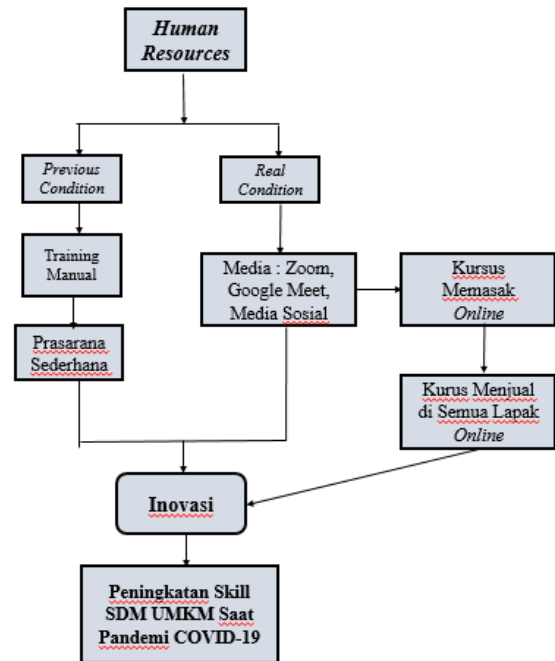 Human
Resources
Previous
Condition
Real
Condition
Training
Manual
Media : Zoom,
Google Meet,
Media Sosial
Kursus
Memasak
Online
Prasarana
Sederhana
Kurus Menjual
di Semua Lapak
Online
Inovasi
Peningkatan Skill
SDM UMKM Saat
Pandemi COVID-19